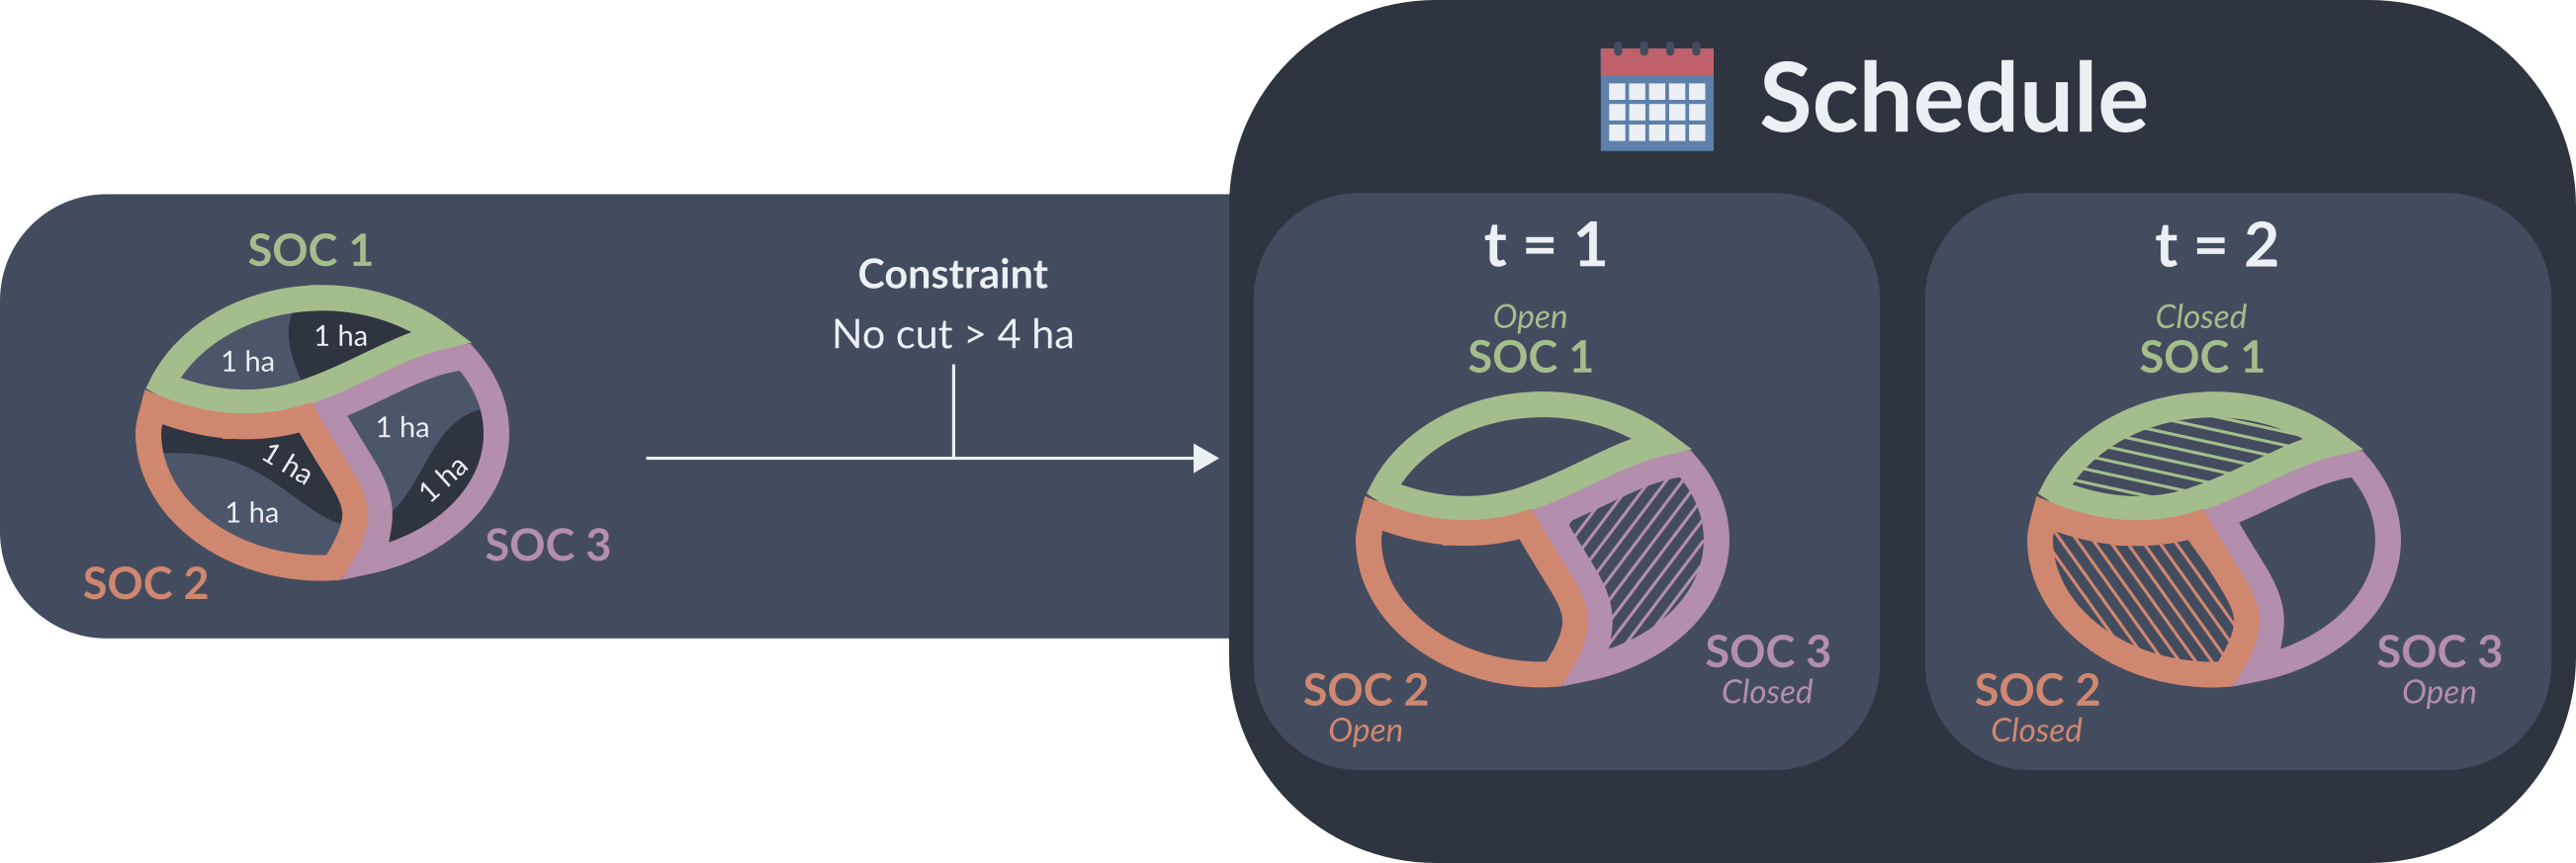 SOC 1
1 ha
1 ha
1 ha
1 ha
1 ha
1 ha
SOC 3
SOC 2
Constraint
No cut > 4 ha
Schedule
t = 1
Open
SOC 1
SOC 3
Closed
SOC 2
Open
t = 2
Closed
SOC 1
SOC 3
Open
SOC 2
Closed